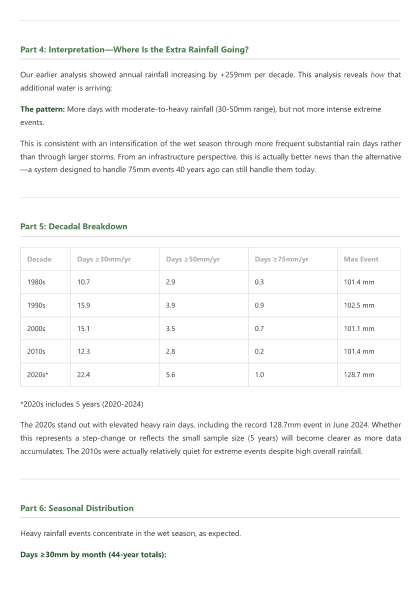 Part 4: Interpretation—Where Is the Extra Rainfall Going?
Our earlier analysis showed annual rainfall increasing by +259mm per decade. This analysis reveals how that
additional water is arriving:
The pattern: More days with moderate-to-heavy rainfall (30-50mm range), but not more intense extreme
events.
This is consistent with an intensification of the wet season through more frequent substantial rain days rather
than through larger storms. From an infrastructure perspective, this is actually better news than the alternative
—a system designed to handle 75mm events 40 years ago can still handle them today.
Part 5: Decadal Breakdown
Decade Days ≥30mm/yr Days ≥50mm/yr Days ≥75mm/yr Max Event
1980s 10.7 2.9 0.3 101.4 mm
1990s 15.9 3.9 0.9 102.5 mm
2000s 15.1 3.5 0.7 101.1 mm
2010s 12.3 2.8 0.2 101.4 mm
2020s* 22.4 5.6 1.0 128.7 mm
*2020s includes 5 years (2020-2024)
The 2020s stand out with elevated heavy rain days, including the record 128.7mm event in June 2024. Whether
this represents a step-change or reflects the small sample size (5 years) will become clearer as more data
accumulates. The 2010s were actually relatively quiet for extreme events despite high overall rainfall.
Part 6: Seasonal Distribution
Heavy rainfall events concentrate in the wet season, as expected.
Days ≥30mm by month (44-year totals):